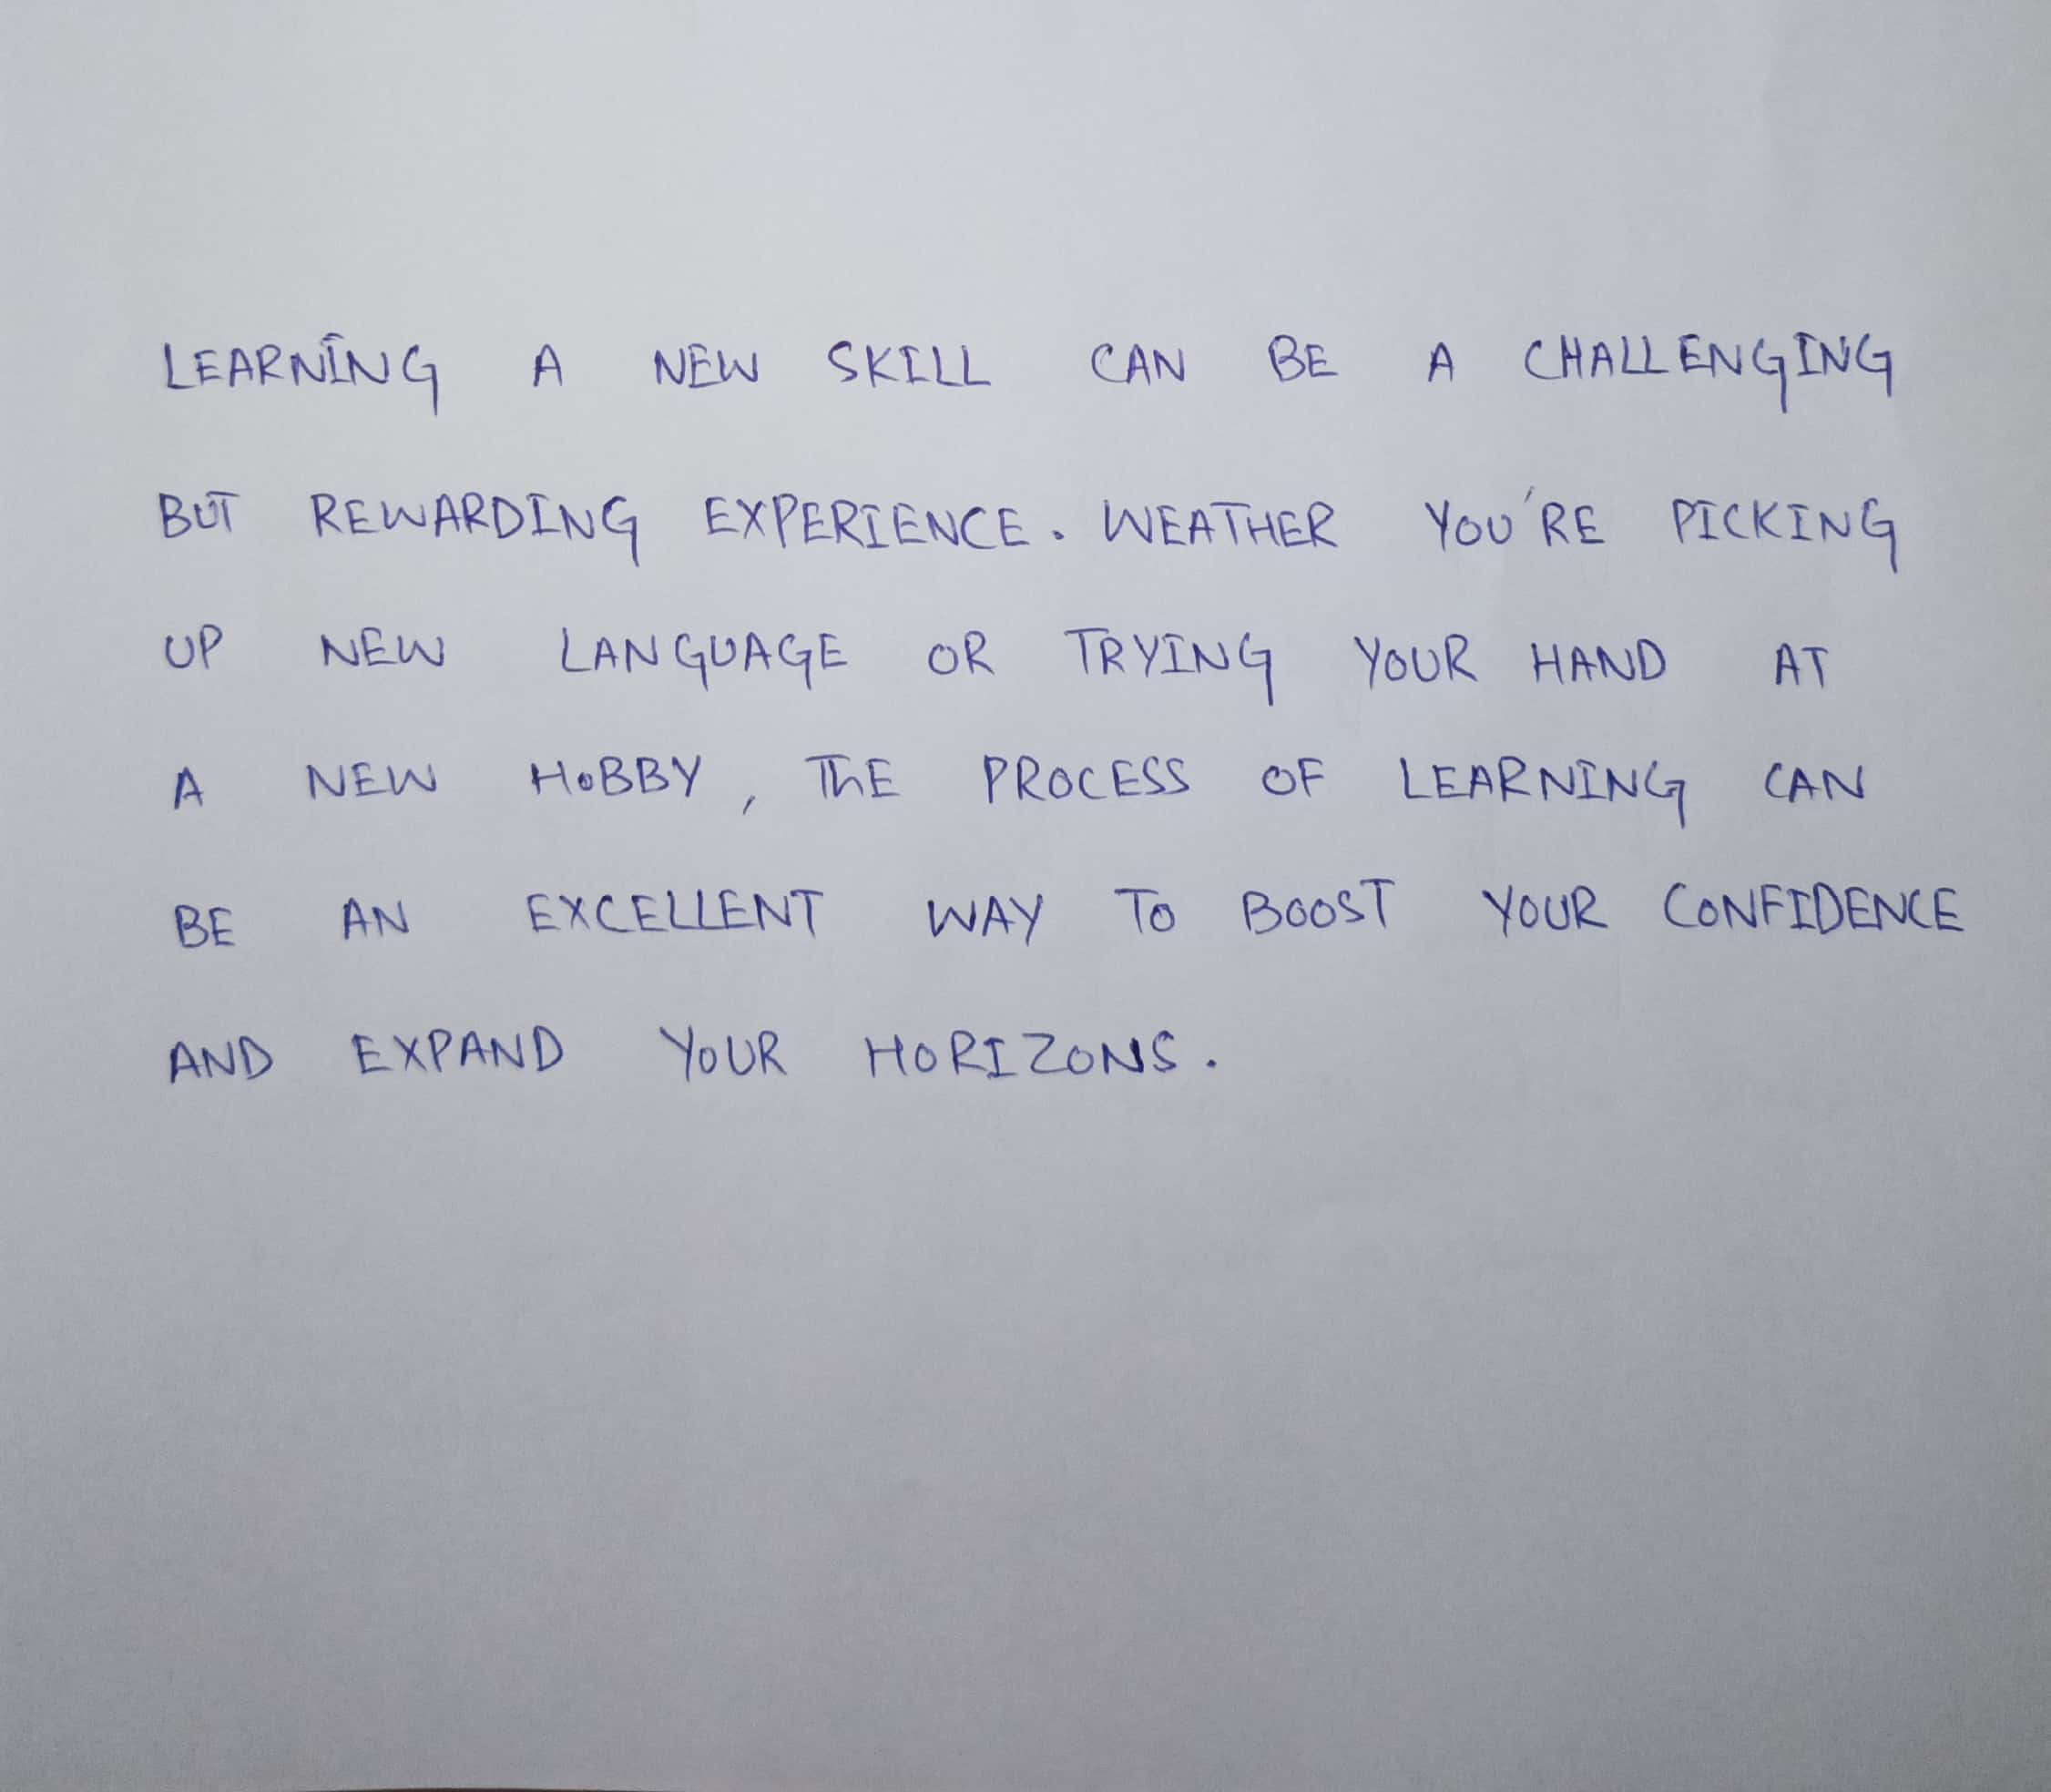 LEARNING A NEW SKILL CAN BE A CHALLENGING
BUT REWARDING EXPERIENCE. WEATHER YOU'RE PICKING
UP NEW LANGUAGE OR TRYING YOUR HAND AT
A NEW HOBBY, ThE PROCESS OF LEARNING CAN
BE AN EXCELLENT WAY TO BOOST YOUR CONFIDENCE
AND EXPAND YOUR HORIZONS.